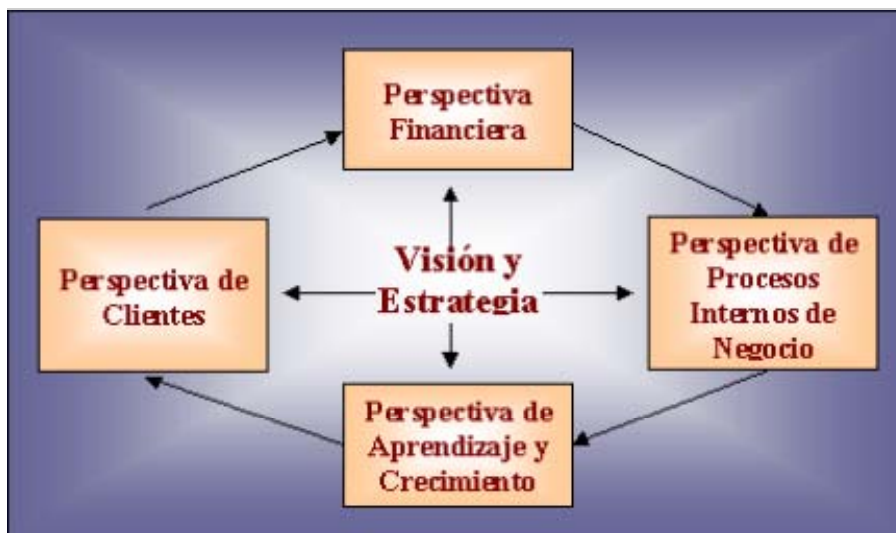 Perspectiva
Financiera
Perspectiva de
Clientes
Visión y
Estrategia
Perspectiva de
Procesos
Internos de
Negocio
Perspectiva de
Aprendizaje y
Crecimiento